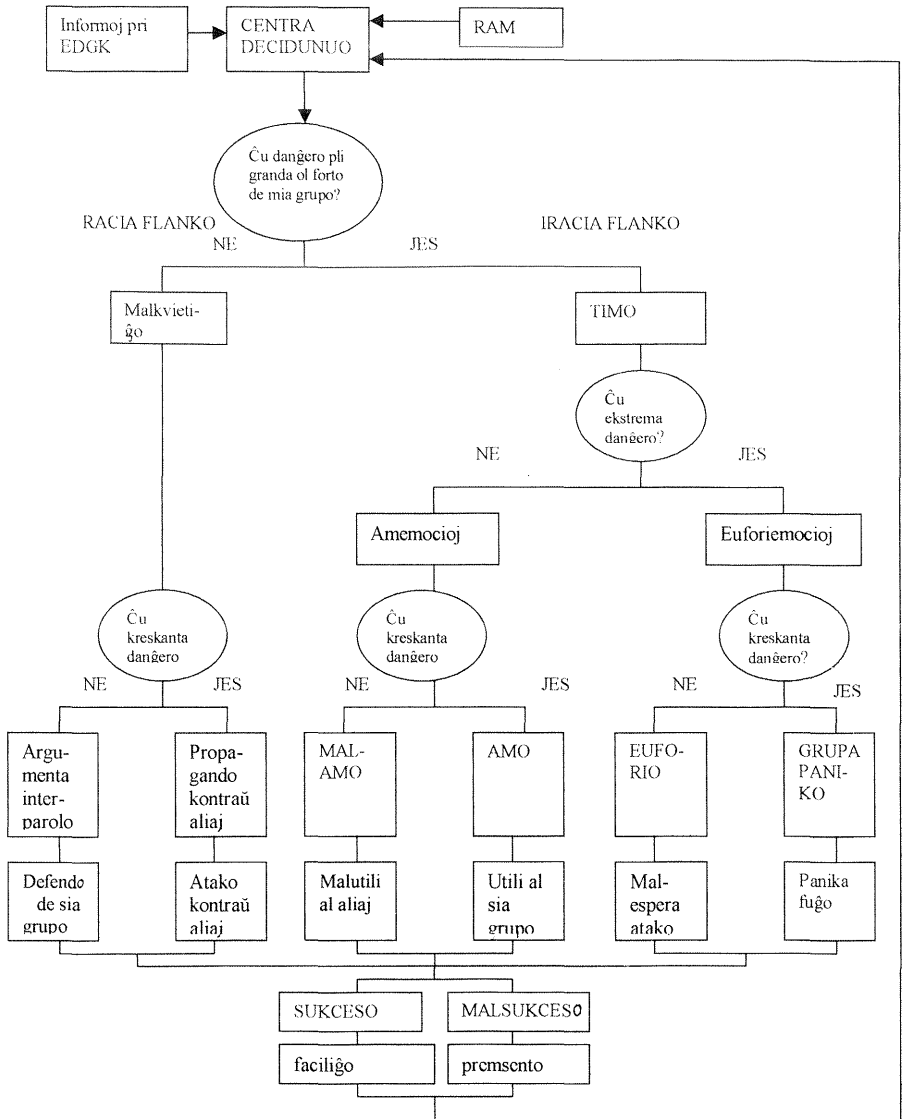 Informoj pri
EDGK
CENTRA
DECIDUNUO
RAM
Ĉu danĝero pli
granda ol forto
de mia grupo?
RACIA FLANKO
IRACIA FLANKO
NE
JES
Malkvieti-
ĝo
TIMO
Ĉu
ekstrema
danĝero?
NE
JES
Amemocioj
Euforiemocioj
Ĉu
kreskanta
danĝero
Ĉu
kreskanta
danĝero
Ĉu
kreskanta
danĝero?
NE
JES
NE
JES
NE
JES
Argu-
menta
inter-
parolo
Propa-
gando
kontraŭ
aliaj
MAL-
AMO
AMO
EUFO-
RIO
GRUPA
PANI-
KO
Defendo
de sia
grupo
Atako
kontraŭ
aliaj
Malutili
al aliaj
Utili al
sia
grupo
Mal-
espera
atako
Panika
fuĝo
SUKCESO
MALSUKCESO
faciliĝo
premsento